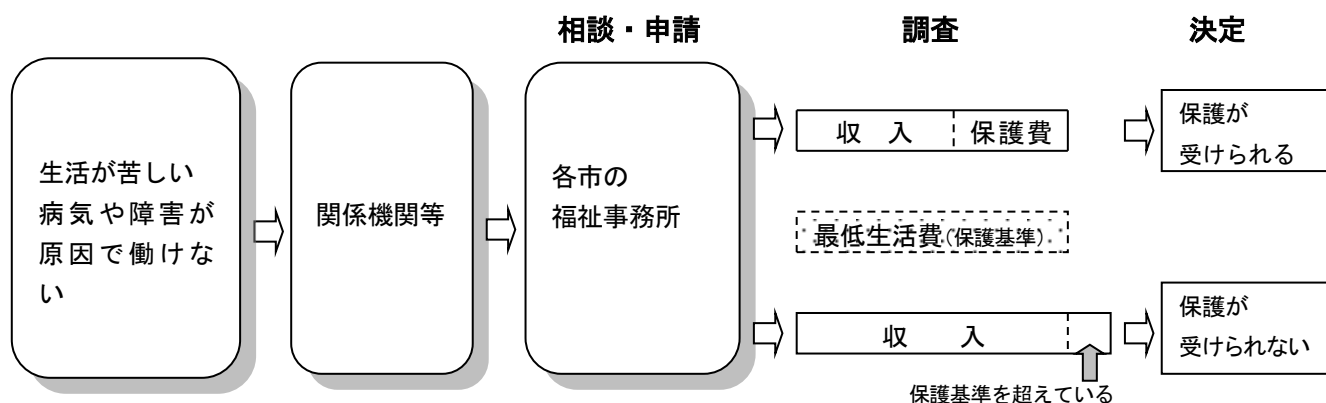 相談・申請
調査
決定
生活が苦しい
病気や障害が
原因で働けな
い
関係機関等
各市の
福祉事務所
収　入
保護費
保護が
受けられる
最低生活費(保護基準)
収　　入
保護が
受けられない
保護基準を超えている